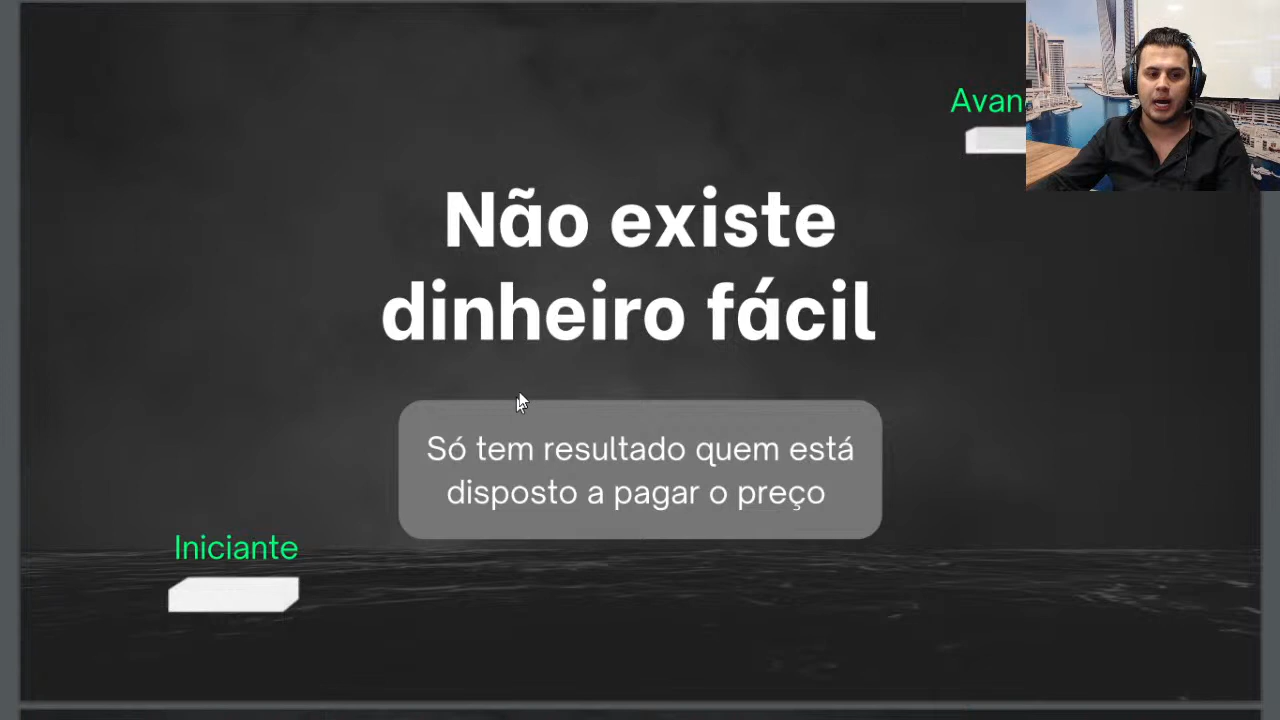 Avan
Não existe
dinheiro fácil
Só tem resultado quem está
disposto a pagar o preço
Iniciante